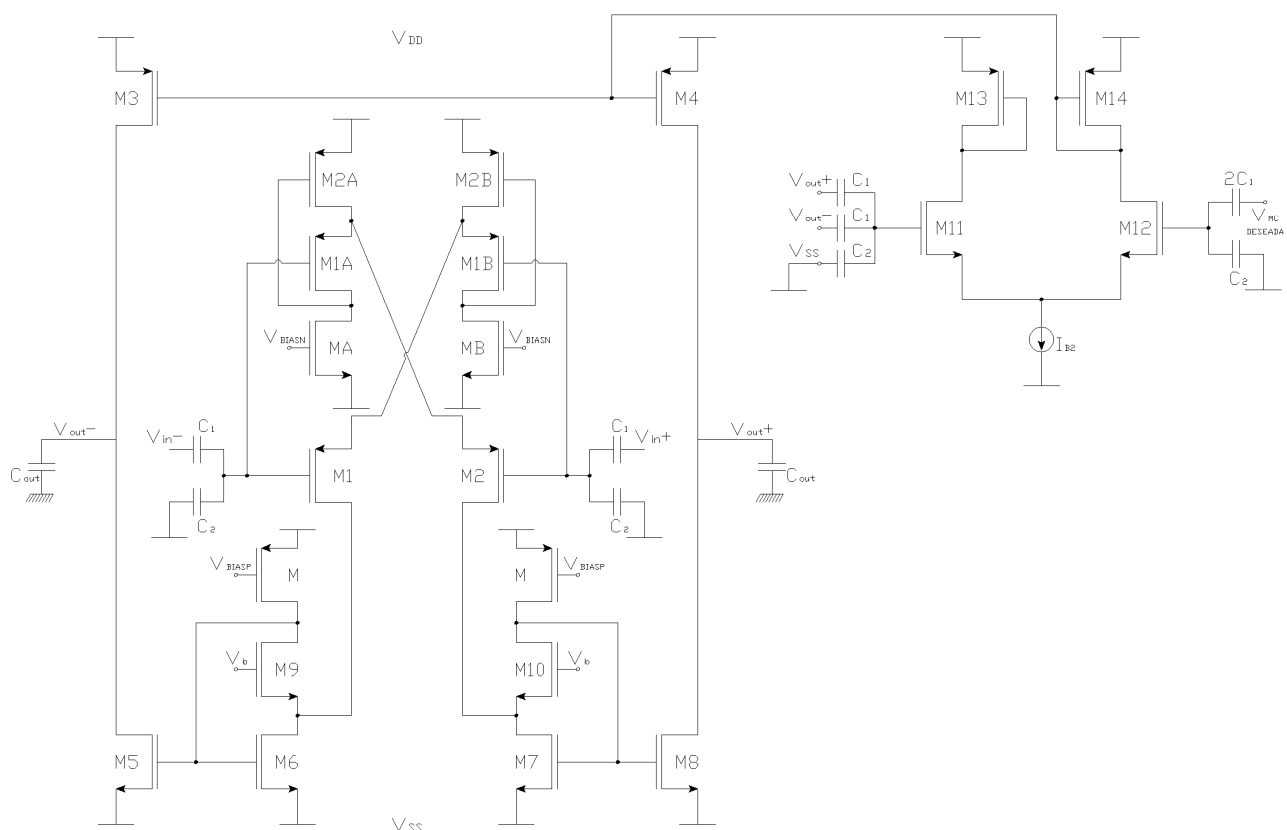 VDD
M3
M4
M13
M14
M2A
M2B
Vout+ C1
2C1
Vout- C1
M11
M12
VMC
DESEADA
VSS C2
C2
M1A
M1B
VBIASN MA
MB VBIASN
IB2
Vout-
Vin- C1
C1 Vin+
Vout+
Cout
M1
M2
Cout
C2
C2
VBIASP M
M VBIASP
Vb M9
M10 Vb
M5
M6
M7
M8
VSS